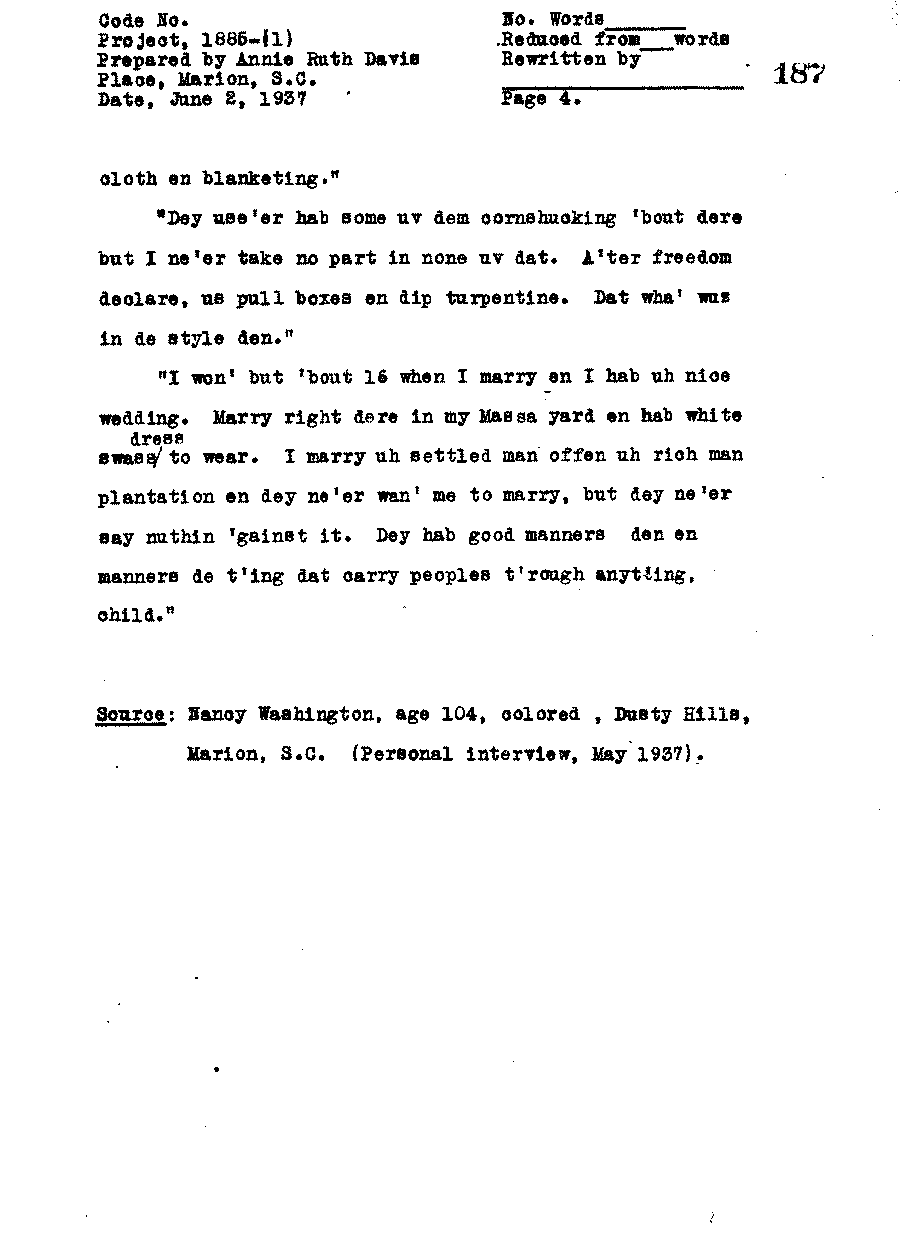 Code No.
Project, 1885-(1)
Prepared by Annie Ruth Davis
Place, Marion, S.C.
Date, June 2, 1937
No. Words
Reduced from words
Rewritten by
Page 4.
187
cloth en blanketing."
"Dey use'er hab some uv dem cornshucking 'bout dere
but I ne'er take no part in none uv dat. A'ter freedom
declare, us pull boxes en dip turpentine. Dat wha' wus
in de style den."
"I won' but 'bout 16 when I marry en I hab uh nice
wedding. Marry right dere in my Massa yard en hab white
dress
to wear. I marry uh settled man offen uh rich man
plantation en dey ne'er wan' me to marry, but dey ne'er
say nuthin 'gainst it. Dey hab good manners den en
manners de t'ing dat carry peoples t'rough anyt'ing,
child."
Source: Nancy Washington, age 104, colored , Dusty Hills,
Marion, S.C. (Personal interview, May 1937).